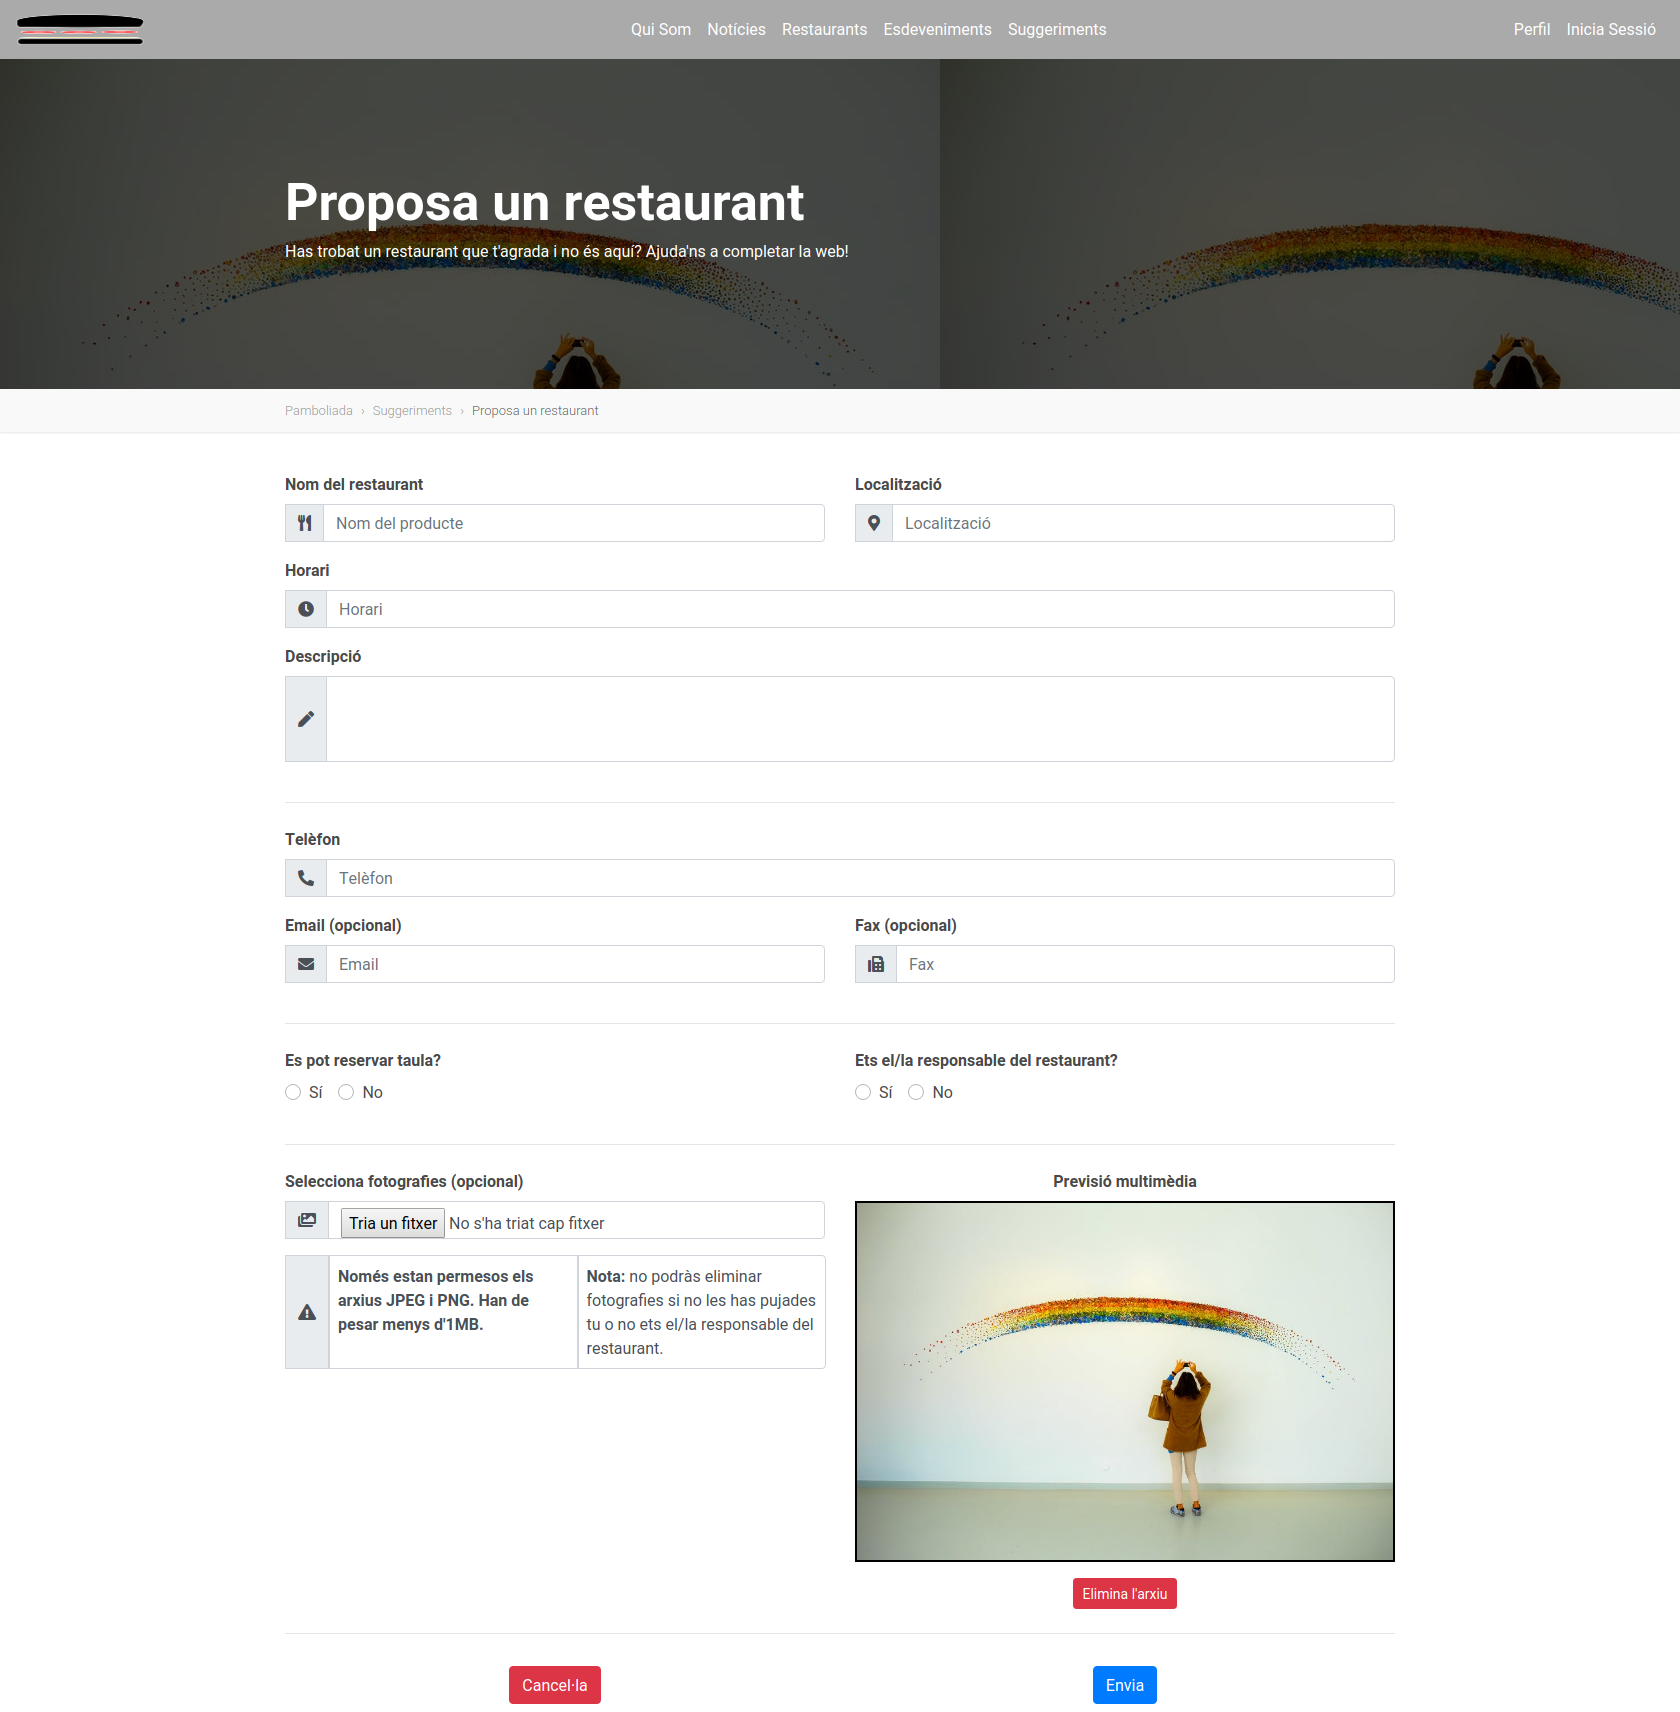 Qui Som Notícies Restaurants Esdeveniments Suggeriments Perfil Inicia Sessió
Proposa un restaurant
Has trobat un restaurant que t'agrada i no és aquí? Ajuda'ns a completar la web!
Pamboliada › Suggeriments › Proposa un restaurant
Nom del restaurant
Nom del producte
Localització
Localització
Horari
Horari
Descripció
Telèfon
Telèfon
Email (opcional)
Email
Fax (opcional)
Fax
Es pot reservar taula?
Sí No
Ets el/la responsable del restaurant?
Sí No
Selecciona fotografies (opcional)
Tria un fitxer No s'ha triat cap fitxer
Només estan permesos els
arxius JPEG i PNG. Han de
pesar menys d'1MB.
Nota: no podràs eliminar
fotografies si no les has pujades
tu o no ets el/la responsable del
restaurant.
Previsió multimèdia
Elimina l'arxiu
Cancel·la
Envia